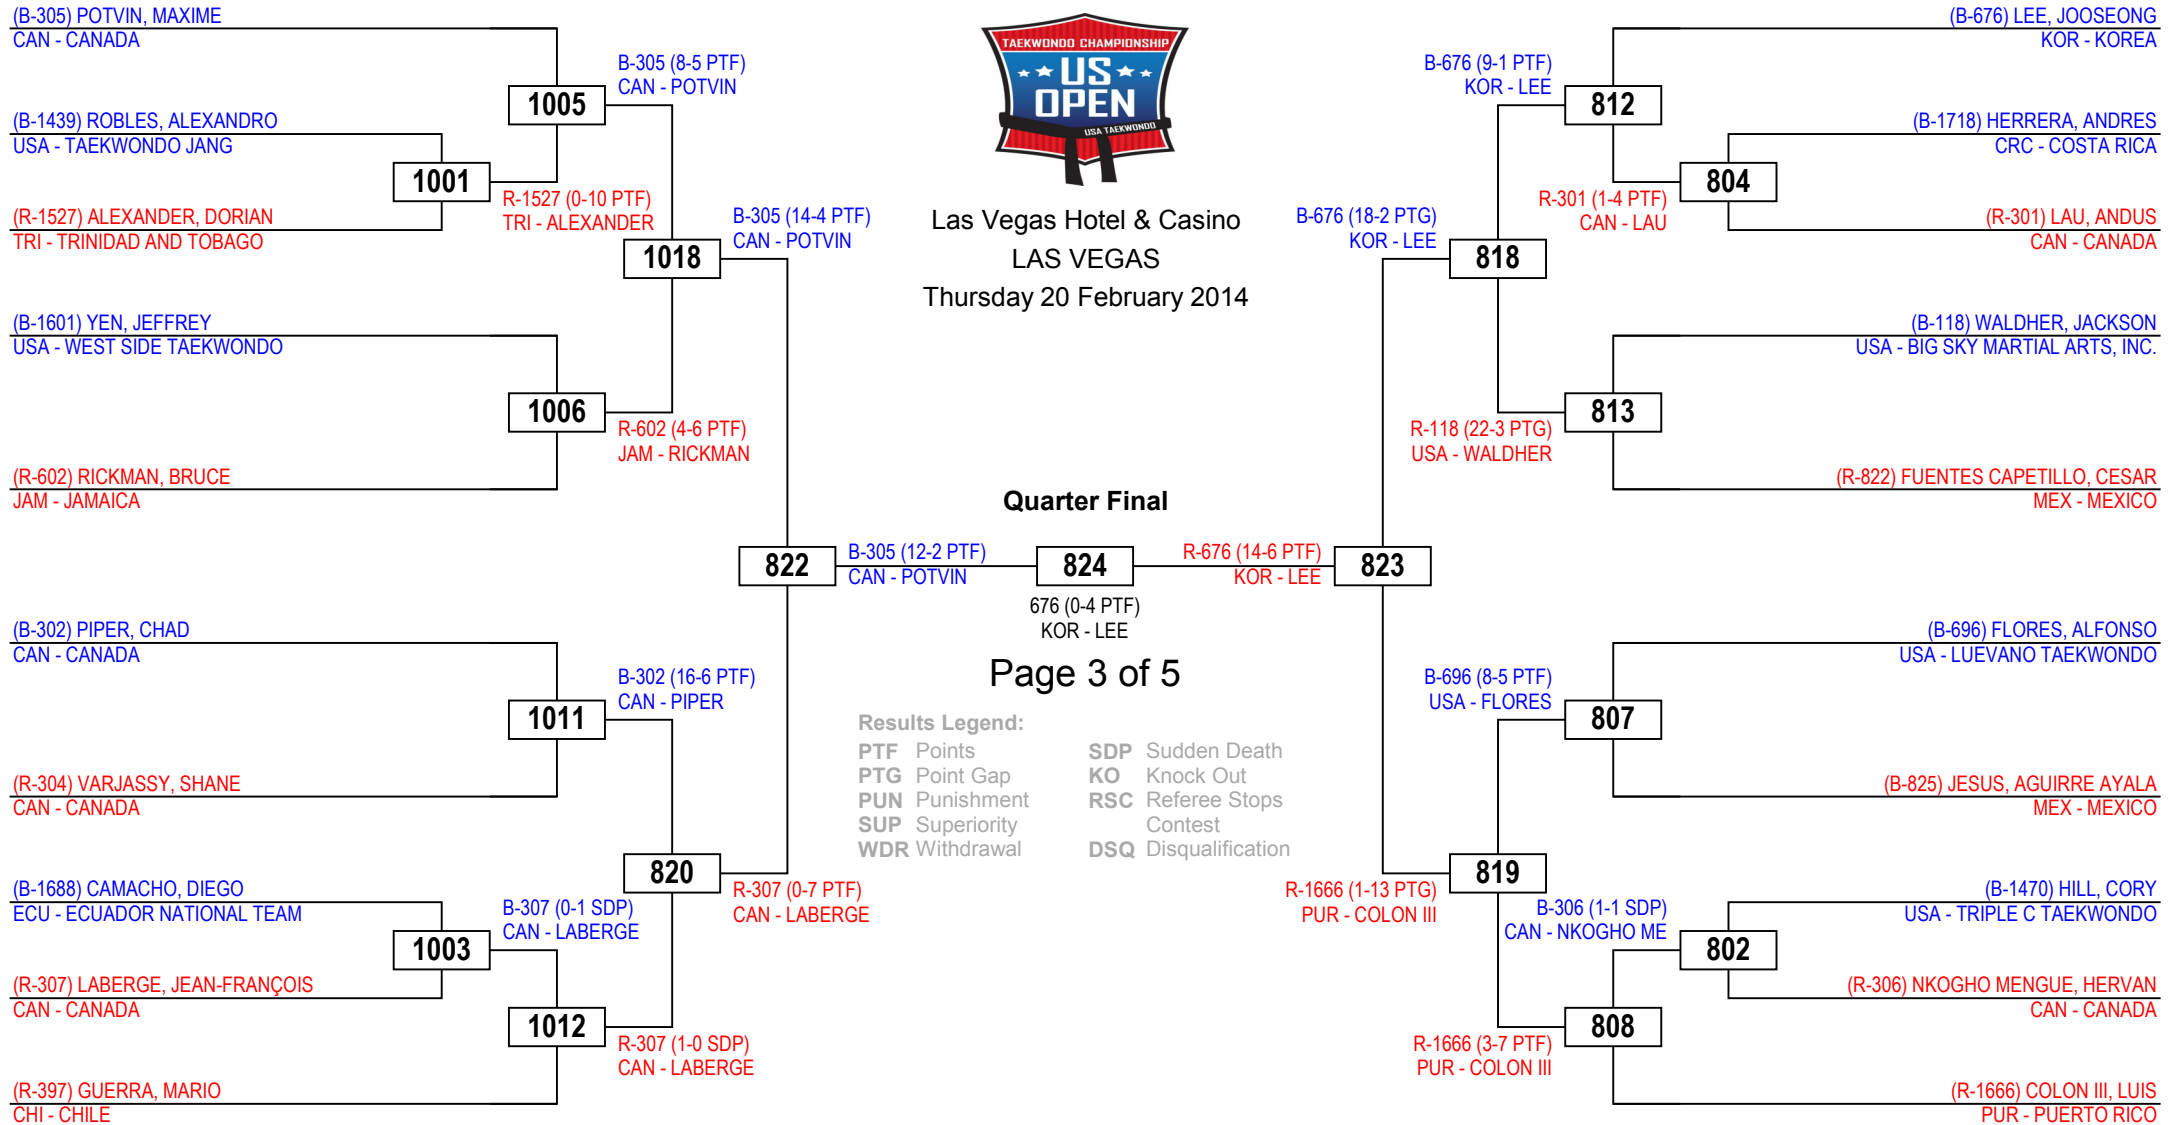 (B-305) POTVIN, MAXIME
CAN - CANADA
(B-1439) ROBLES, ALEXANDRO
USA - TAEKWONDO JANG
(R-1527) ALEXANDER, DORIAN
TRI - TRINIDAD AND TOBAGO
(B-1601) YEN, JEFFREY
USA - WEST SIDE TAEKWONDO
(R-602) RICKMAN, BRUCE
JAM - JAMAICA
(B-302) PIPER, CHAD
CAN - CANADA
(R-304) VARJASSY, SHANE
CAN - CANADA
(B-1688) CAMACHO, DIEGO
ECU - ECUADOR NATIONAL TEAM
(R-307) LABERGE, JEAN-FRANÇOIS
CAN - CANADA
(R-397) GUERRA, MARIO
CHI - CHILE
1001
R-1527 (0-10 PTF)
TRI - ALEXANDER
1003
B-307 (0-1 SDP)
CAN - LABERGE
1005
B-305 (8-5 PTF)
CAN - POTVIN
1006
R-602 (4-6 PTF)
JAM - RICKMAN
1011
B-302 (16-6 PTF)
CAN - PIPER
1012
R-307 (1-0 SDP)
CAN - LABERGE
1018
B-305 (14-4 PTF)
CAN - POTVIN
820
R-307 (0-7 PTF)
CAN - LABERGE
822
B-305 (12-2 PTF)
CAN - POTVIN
TAEKWONDO CHAMPIONSHIP
US
OPEN
USA TAEKWONDO
Las Vegas Hotel & Casino
LAS VEGAS
Thursday 20 February 2014
Quarter Final
824
676 (0-4 PTF)
KOR - LEE
Page 3 of 5
Results Legend:
PTF Points
PTG Point Gap
PUN Punishment
SUP Superiority
WDR Withdrawal
SDP Sudden Death
KO Knock Out
RSC Referee Stops
Contest
DSQ Disqualification
R-676 (14-6 PTF)
KOR - LEE
823
B-676 (18-2 PTG)
KOR - LEE
818
R-1666 (1-13 PTG)
PUR - COLON III
819
B-676 (9-1 PTF)
KOR - LEE
812
R-118 (22-3 PTG)
USA - WALDHER
813
B-696 (8-5 PTF)
USA - FLORES
807
R-1666 (3-7 PTF)
PUR - COLON III
808
R-301 (1-4 PTF)
CAN - LAU
804
B-306 (1-1 SDP)
CAN - NKOGHO ME
802
(B-676) LEE, JOOSEONG
KOR - KOREA
(B-1718) HERRERA, ANDRES
CRC - COSTA RICA
(R-301) LAU, ANDUS
CAN - CANADA
(B-118) WALDHER, JACKSON
USA - BIG SKY MARTIAL ARTS, INC.
(R-822) FUENTES CAPETILLO, CESAR
MEX - MEXICO
(B-696) FLORES, ALFONSO
USA - LUEVANO TAEKWONDO
(B-825) JESUS, AGUIRRE AYALA
MEX - MEXICO
(B-1470) HILL, CORY
USA - TRIPLE C TAEKWONDO
(R-306) NKOGHO MENGUE, HERVAN
CAN - CANADA
(R-1666) COLON III, LUIS
PUR - PUERTO RICO